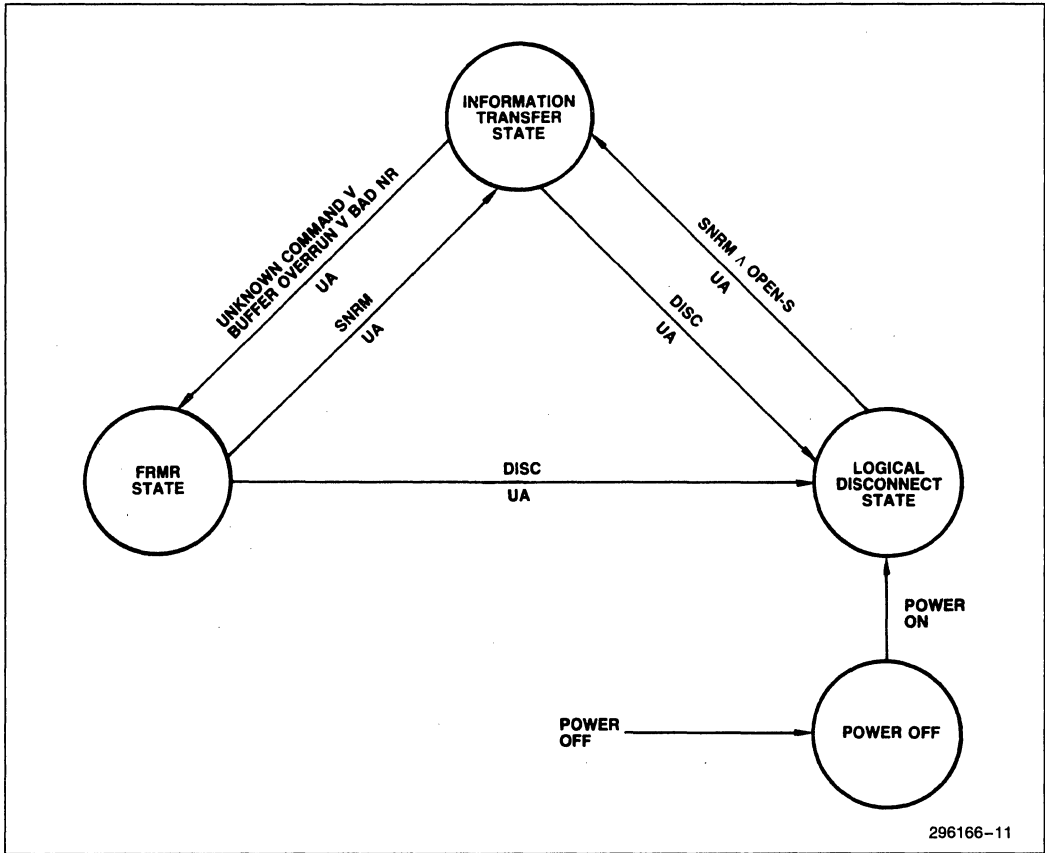 INFORMATION
TRANSFER
STATE
UNKNOWN COMMAND V
BUFFER OVERRUN V BAD NR
UA
SNRM
UA
SNRM Λ OPEN-S
UA
DISC
UA
FRMR
STATE
DISC
UA
LOGICAL
DISCONNECT
STATE
POWER
ON
POWER
OFF
POWER OFF
296166–11